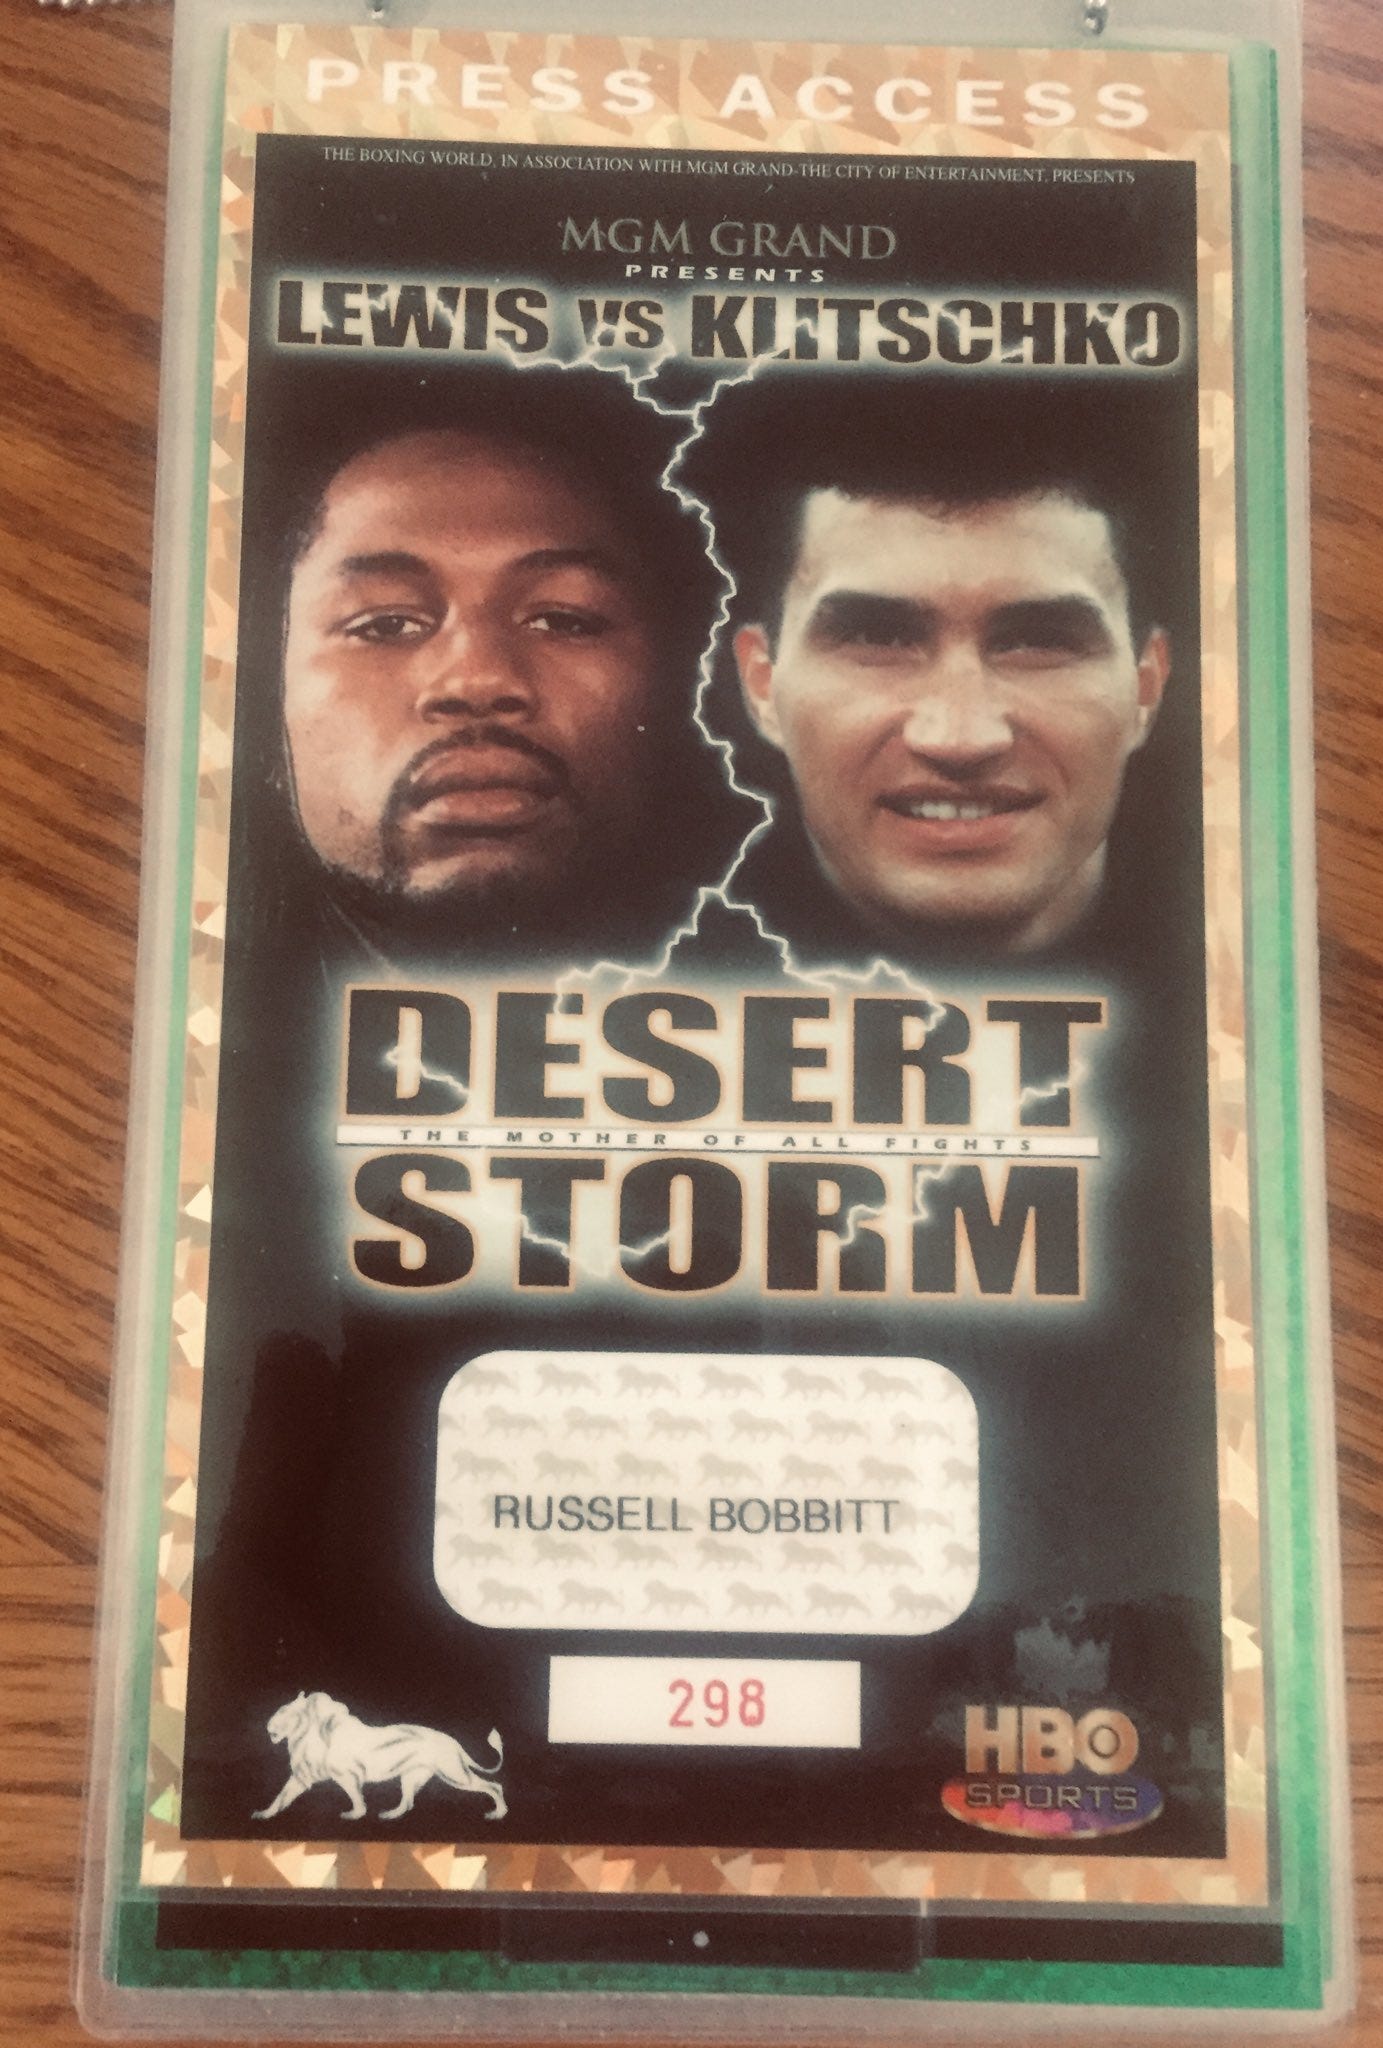 PRESS ACCESS
THE BOXING WORLD, IN ASSOCIATION WITH MGM GRAND-THE CITY OF ENTERTAINMENT, PRESENTS
MGM GRAND
PRESENTS
LEWIS VS KLITSCHKO
DESERT
THE MOTHER OF ALL FIGHTS
STORM
RUSSELL BOBBITT
298
HBO
SPORTS